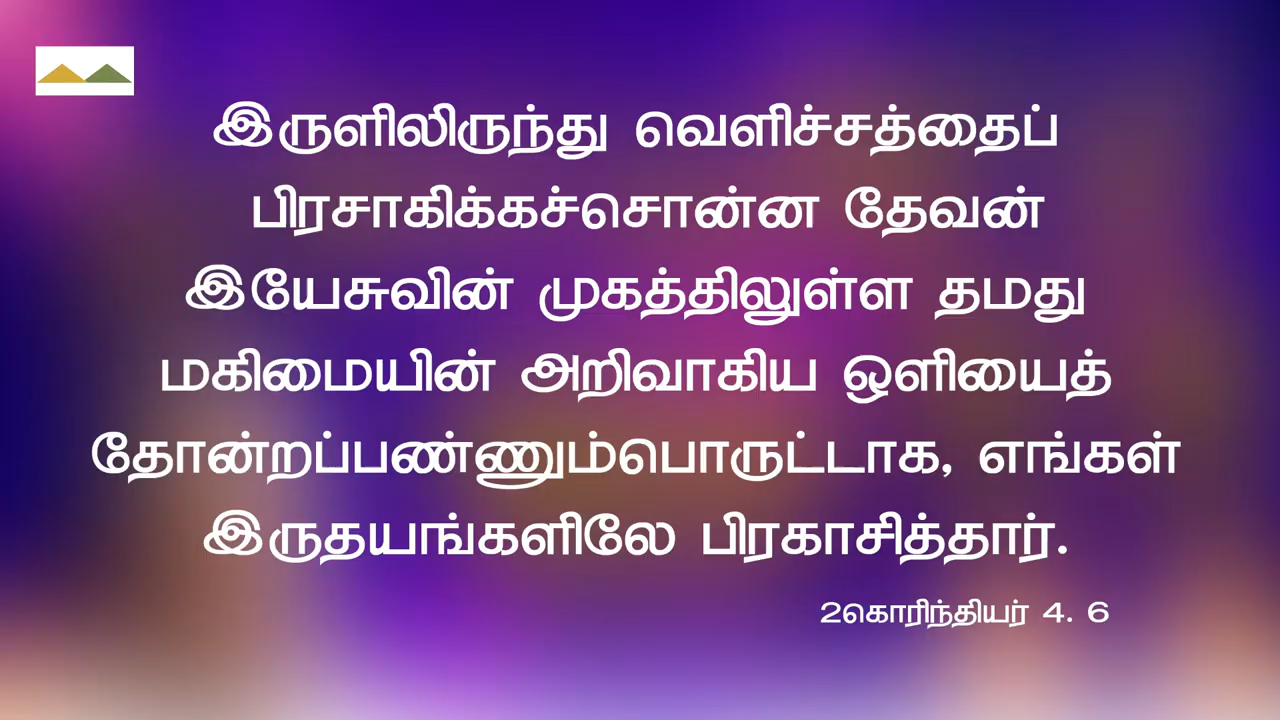 இருளிலிருந்து வெளிச்சத்தைப்
பிரசாகிக்கச்சொன்ன தேவன்
இயேசுவின் முகத்திலுள்ள தமது
மகிமையின் அறிவாகிய ஒளியைத்
தோன்றப்பண்ணும்பொருட்டாக, எங்கள்
இருதயங்களிலே பிரகாசித்தார்.
2கொரிந்தியர் 4. 6